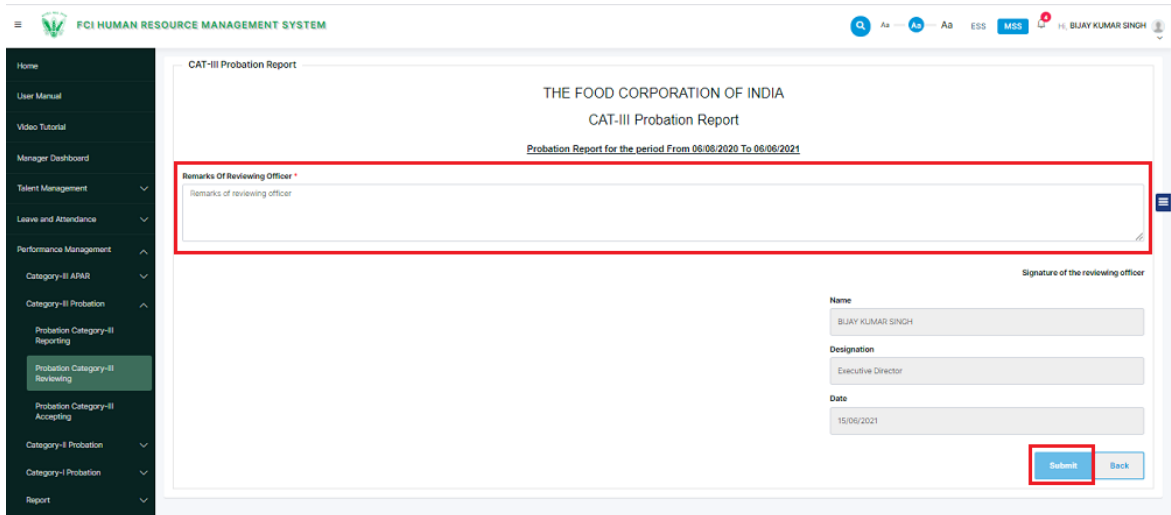 FCI HUMAN RESOURCE MANAGEMENT SYSTEM
Aa Aa Aa ESS MSS 4 Hi, BIJAY KUMAR SINGH
Home
User Manual
Video Tutorial
Manager Dashboard
Talent Management
Leave and Attendance
Performance Management
Category-III APAR
Category-III Probation
Probation Category-III
Reporting
Probation Category-III
Reviewing
Probation Category-III
Accepting
Category-II Probation
Category-I Probation
Report
CAT-III Probation Report
THE FOOD CORPORATION OF INDIA
CAT-III Probation Report
Probation Report for the period From 06/08/2020 To 06/06/2021
Remarks Of Reviewing Officer *
Remarks of reviewing officer
Signature of the reviewing officer
Name
BIJAY KUMAR SINGH
Designation
Executive Director
Date
15/06/2021
Submit Back